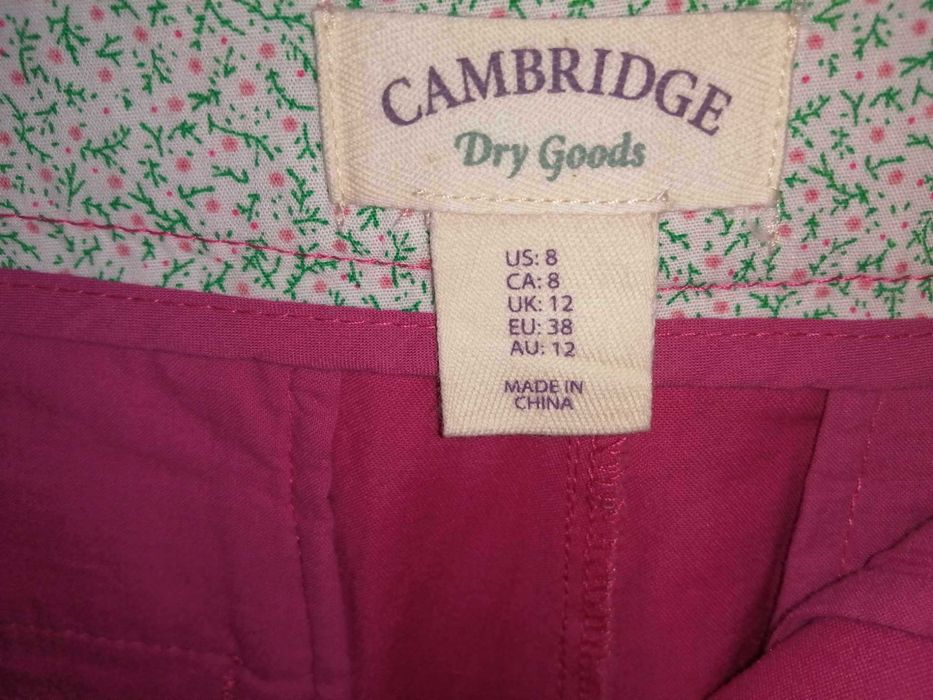 CAMBRIDGE
Dry Goods
US: 8
CA: 8
UK: 12
EU: 38
AU: 12
MADE IN
CHINA